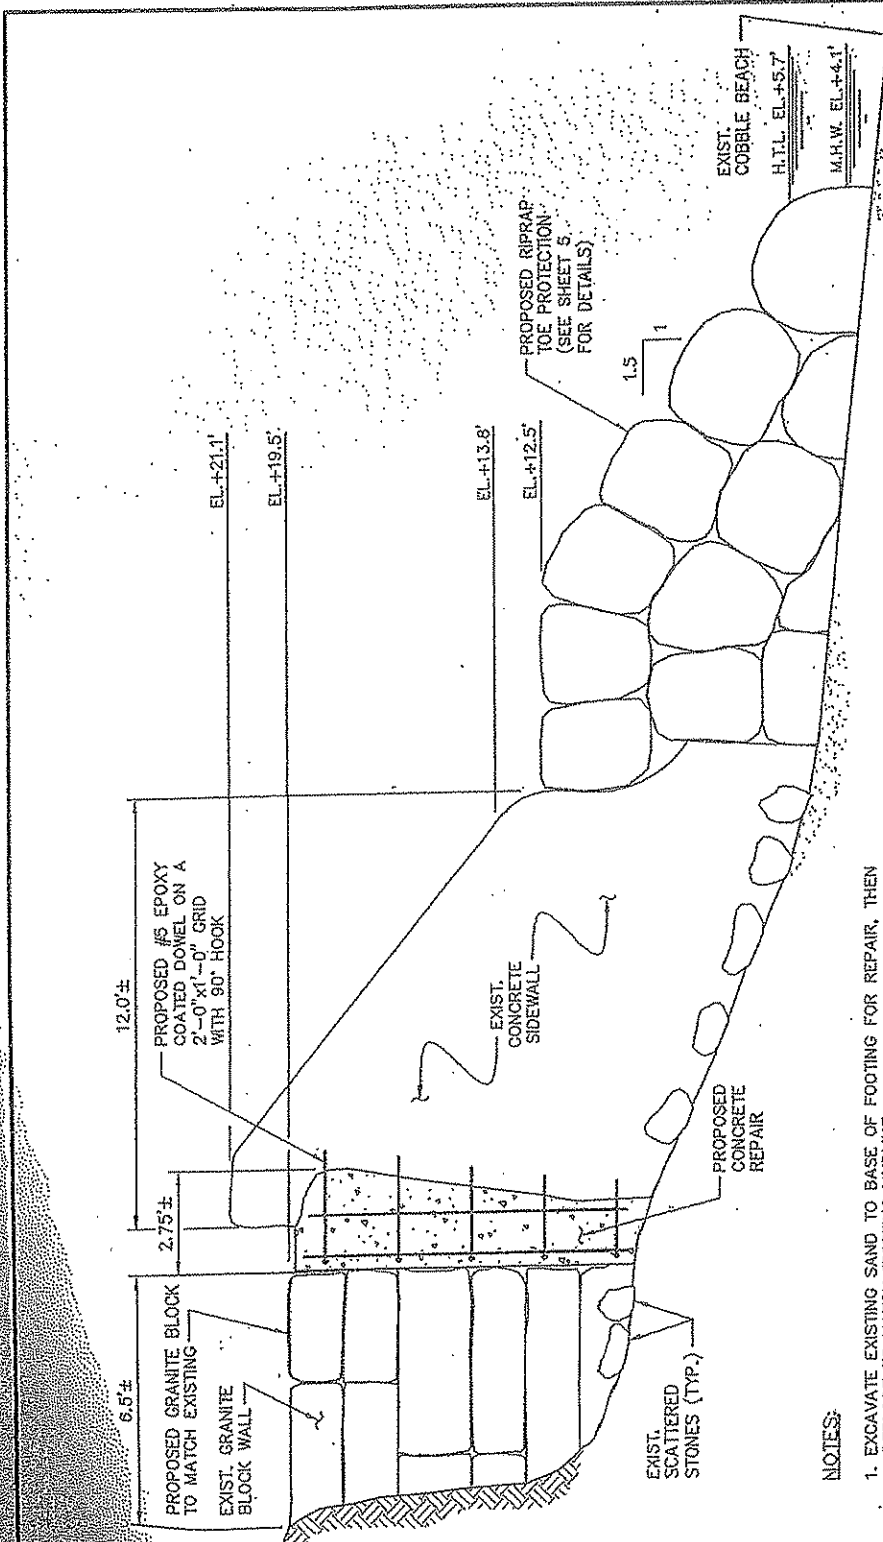 6.5'±
2.75'±
12.0'±
PROPOSED GRANITE BLOCK
TO MATCH EXISTING
EXIST. GRANITE
BLOCK WALL
PROPOSED #5 EPOXY
COATED DOWEL ON A
2'-0"x1'-0" GRID
WITH 90° HOOK
EL.+21.1'
EL.+19.5'
EL.+13.8'
EL.+12.5'
PROPOSED RIPRAP
TOE PROTECTION
(SEE SHEET 5
FOR DETAILS)
1.5
1
EXIST.
COBBLE BEACH
H.T.L. EL.+5.7'
M.H.W. EL.+4.1'
EXIST.
CONCRETE
SIDEWALL
PROPOSED
CONCRETE
REPAIR
EXIST.
SCATTERED
STONES (TYP.)
NOTES:
1. EXCAVATE EXISTING SAND TO BASE OF FOOTING FOR REPAIR, THEN